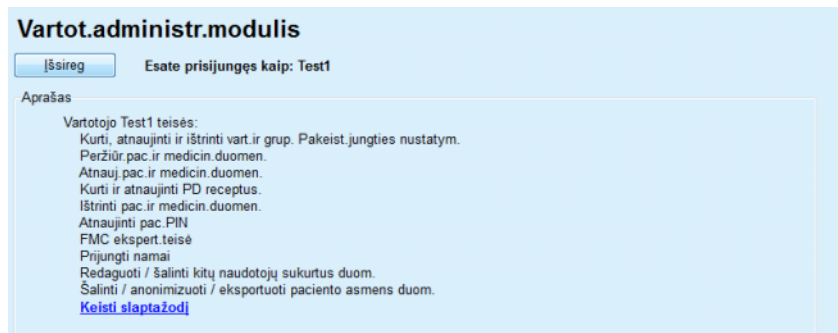 Vartot.administr.modulis
Įšsireg
Esate prisijungęs kaip: Test1
Aprašas
Vartotojo Test1 teisės:
Kurti, atnaujinti ir ištrinti vart.ir grup. Pakeist.jungties nustatym.
Peržiūr.pac.ir medicin.duomen.
Atnauj.pac.ir medicin.duomen.
Kurti ir atnaujinti PD receptus.
Ištrinti pac.ir medicin.duomen.
Atnaujinti pac.PIN
FMC ekspert.teisė
Prijungti namai
Redaguoti / šalinti kitų naudotojų sukurtus duom.
Šalinti / anonimizuoti / eksportuoti paciento asmens duom.
Keisti slaptažodį